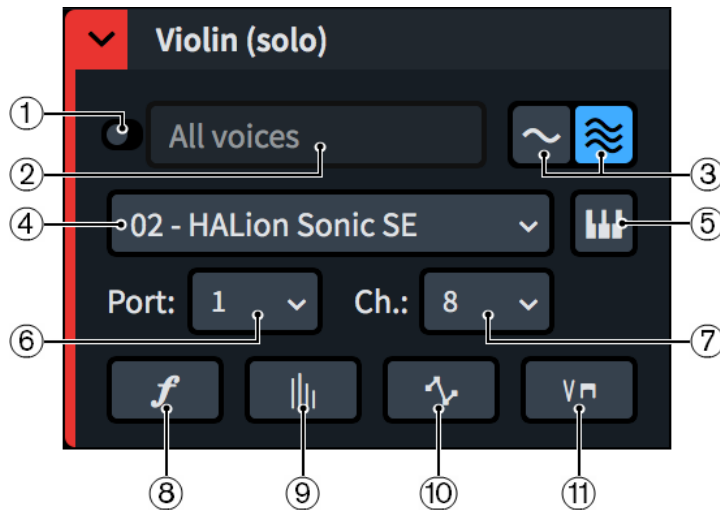 Violin (solo)
①
All voices
② ③
④ 02 - HALion Sonic SE ⑤
Port: 1 Ch.: 8
⑥ ⑦
f V
⑧ ⑨ ⑩ ⑪